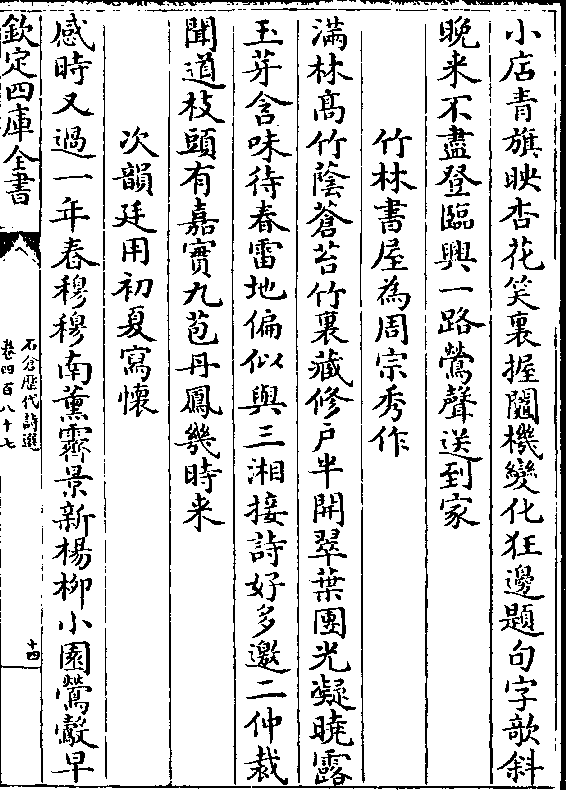 小店青旗映杏花笑裏握䦰機變化狂邊題句字欹斜
晚来不盡登臨興一路鶯聲送到家
竹林書屋為周宗秀作
滿林髙竹蔭蒼苔竹裏藏修户半開翠葉團光凝曉露
玉芽含味待春雷地偏似與三湘接詩好多邀二仲裁
聞道枝頭有嘉實九苞丹鳳幾時来
次韻廷用初夏寫懷
感時又過一年春穆穆南薰霽景新楊柳小園鶯鷇早
欽定四庫全書
石倉歴代詩選
卷四百八十七
十四